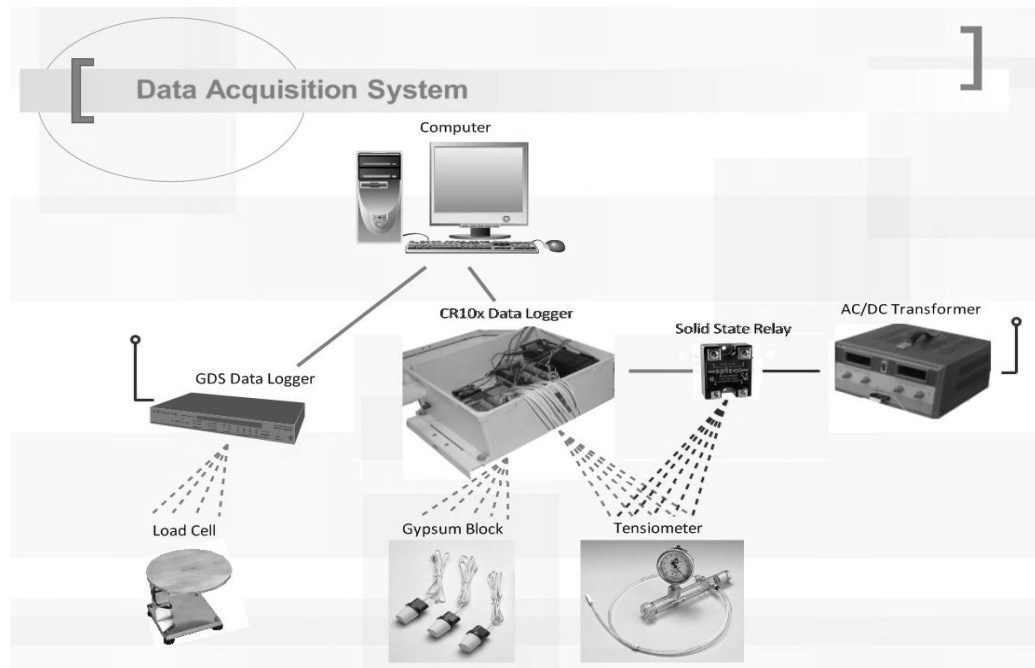 Data Acquisition System
Computer
CR10x Data Logger
AC/DC Transformer
Solid State Relay
GDS Data Logger
Load Cell
Gypsum Block
Tensiometer